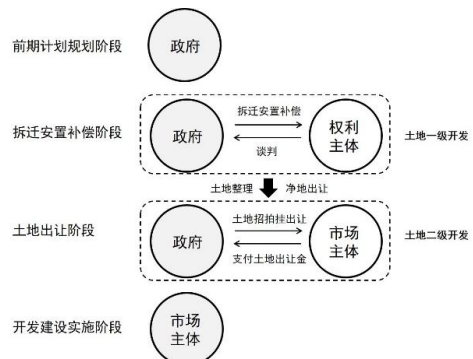 前期计划规划阶段
政府
拆迁安置补偿阶段
政府
拆迁安置补偿
谈判
权利
主体
土地一级开发
土地整理
净地出让
土地出让阶段
政府
土地招拍挂出让
支付土地出让金
市场
主体
土地二级开发
开发建设实施阶段
市场
主体